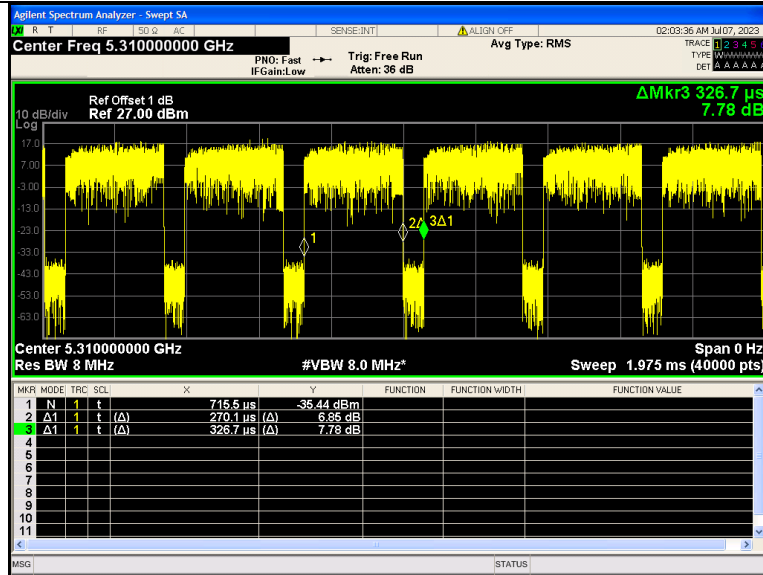 Agilent Spectrum Analyzer - Swept SA
LXI R T RF 50 Ω AC SENSE:INT ALIGN OFF 02:03:36 AM Jul 07, 2023
Center Freq 5.310000000 GHz
PNO: Fast
IFGain:Low
Trig: Free Run
Atten: 36 dB
Avg Type: RMS
TRACE 1 2 3 4 5
TYPE
DET A A A A A
ΔMkr3 326.7 µs
7.78 dB
Ref Offset 1 dB
10 dB/div Ref 27.00 dBm
Log
17.0
7.00
-3.00
-13.0
-23.0
-33.0
-43.0
-53.0
-63.0
1
2Δ
3Δ1
Center 5.310000000 GHz Span 0 Hz
Res BW 8 MHz #VBW 8.0 MHz* Sweep 1.975 ms (40000 pts)
MKR MODE TRC SCL X Y FUNCTION FUNCTION WIDTH FUNCTION VALUE
1 N 1 t 715.5 µs -35.44 dBm
2 Δ1 1 t (Δ) 270.1 µs (Δ) 6.85 dB
3 Δ1 1 t (Δ) 326.7 µs (Δ) 7.78 dB
4
5
6
7
8
9
10
11
MSG STATUS